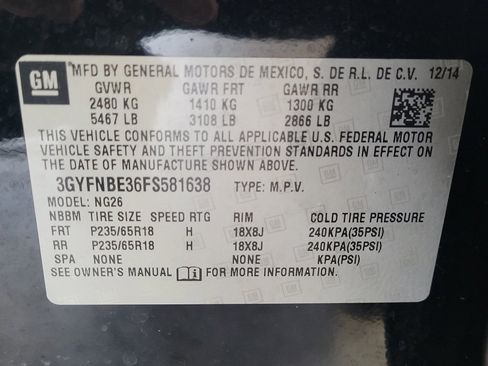 GM MFD BY GENERAL MOTORS DE MEXICO, S. DE R.L. DE C.V. 12/14
GVWR GAWR FRT GAWR RR
2480 KG 1410 KG 1300 KG
5467 LB 3108 LB 2866 LB
THIS VEHICLE CONFORMS TO ALL APPLICABLE U.S. FEDERAL MOTOR
VEHICLE SAFETY AND THEFT PREVENTION STANDARDS IN EFFECT ON
THE DATE OF MANUFACTURE SHOWN ABOVE.
3GYFNBE36FS581638 TYPE: M.P.V.
MODEL: NG26
NBBM TIRE SIZE SPEED RTG RIM COLD TIRE PRESSURE
FRT P235/65R18 H 18X8J 240KPA(35PSI)
RR P235/65R18 H 18X8J 240KPA(35PSI)
SPA NONE NONE KPA(PSI)
SEE OWNER'S MANUAL FOR MORE INFORMATION.